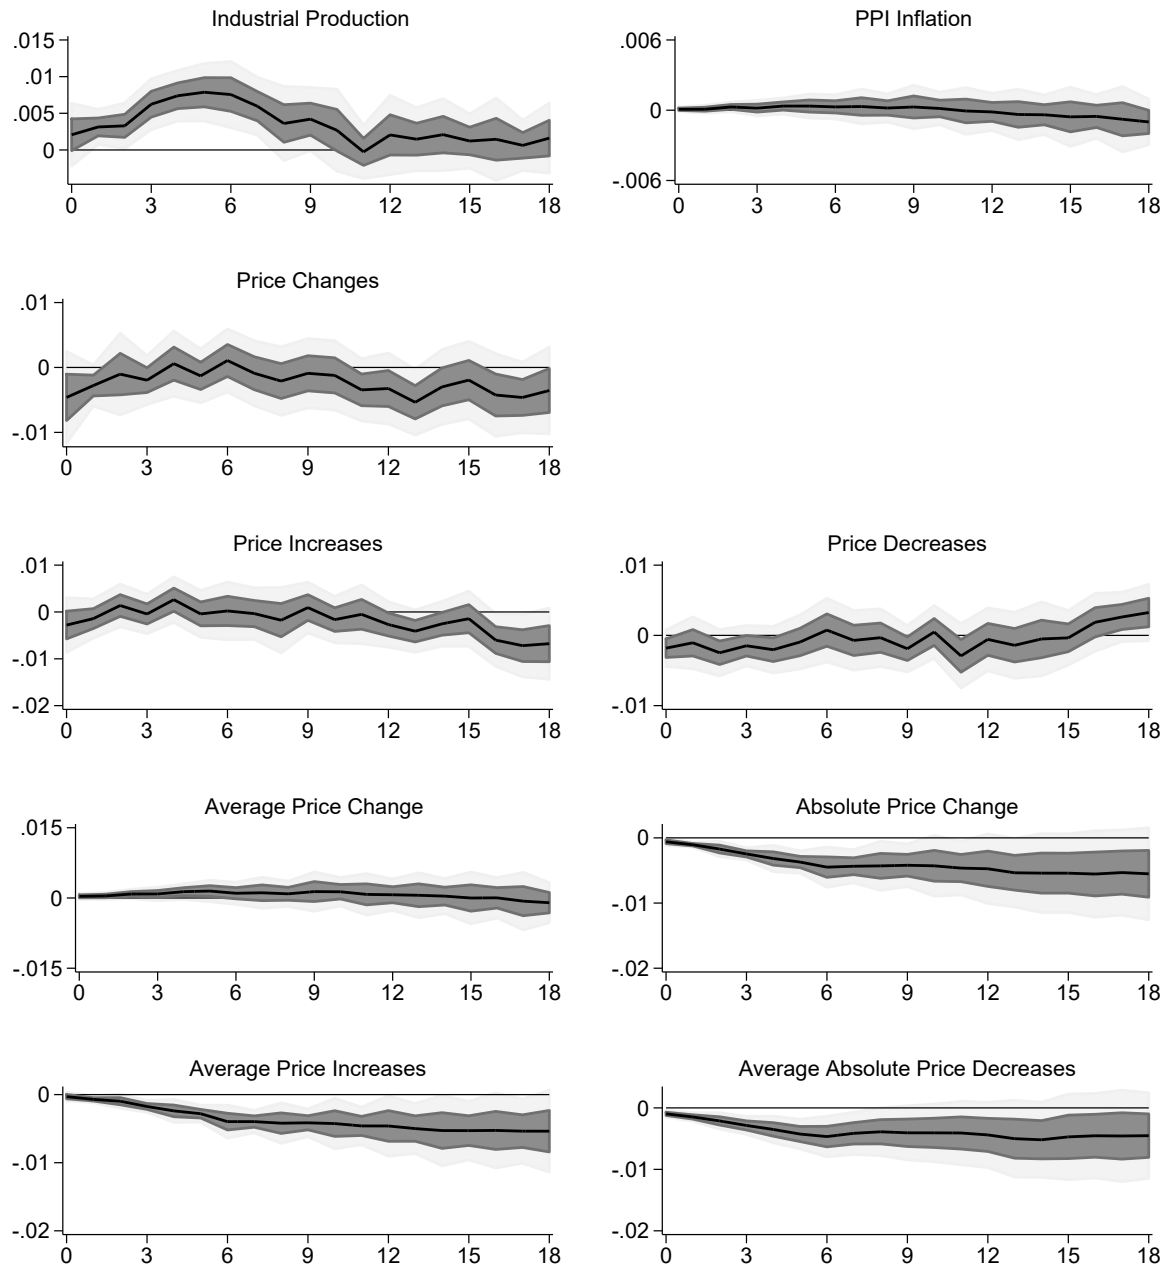 Industrial Production
.015
.01
.005
0
0 3 6 9 12 15 18
PPI Inflation
.006
0
-.006
0 3 6 9 12 15 18
Price Changes
.01
0
-.01
0 3 6 9 12 15 18
Price Increases
.01
0
-.01
-.02
0 3 6 9 12 15 18
Price Decreases
.01
0
-.01
0 3 6 9 12 15 18
Average Price Change
.015
0
-.015
0 3 6 9 12 15 18
Absolute Price Change
0
-.01
-.02
0 3 6 9 12 15 18
Average Price Increases
0
-.01
-.02
0 3 6 9 12 15 18
Average Absolute Price Decreases
0
-.01
-.02
0 3 6 9 12 15 18